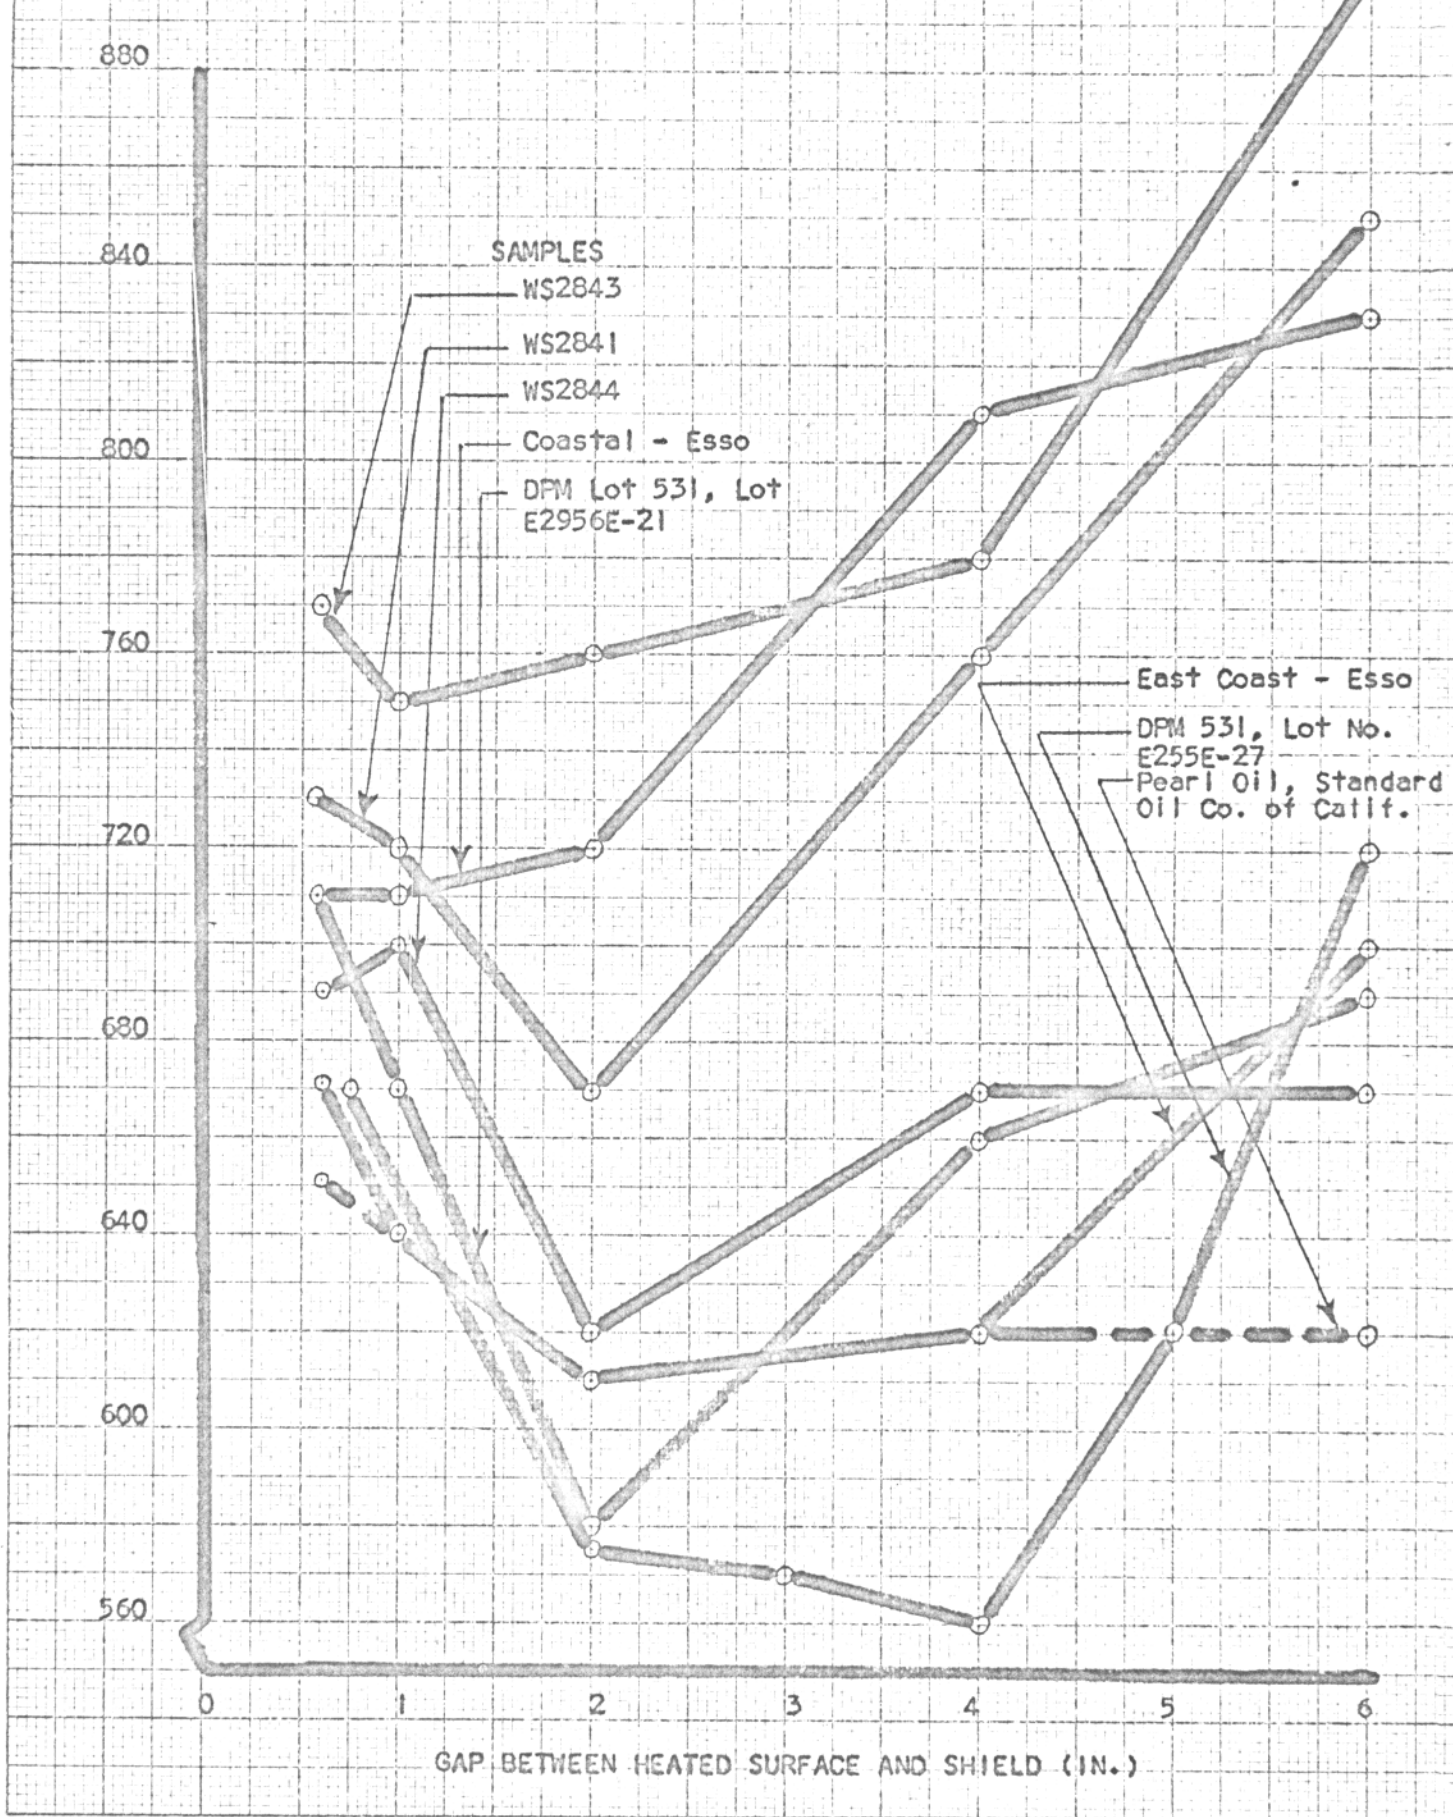 880
840
800
760
720
680
640
600
560
SAMPLES
WS2843
WS2841
WS2844
Coastal - Esso
DPM Lot 531, Lot
E2956E-21
East Coast - Esso
DPM 531, Lot No.
E255E-27
Pearl Oil, Standard
Oil Co. of Calif.
0 1 2 3 4 5 6
GAP BETWEEN HEATED SURFACE AND SHIELD (IN.)